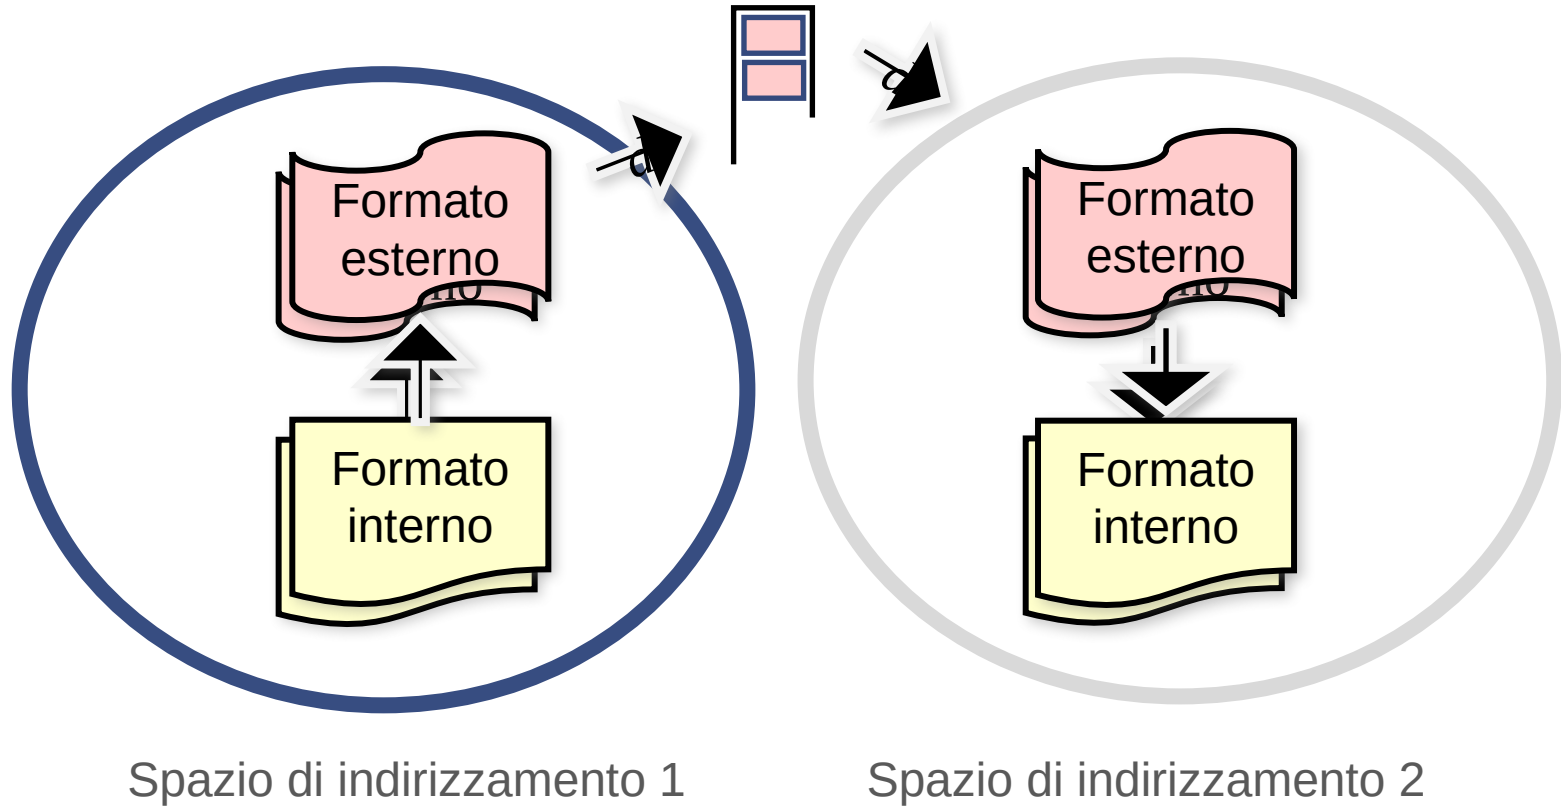 Formato
esterno
Formato
interno
Formato
esterno
Formato
interno
Spazio di indirizzamento 1
Spazio di indirizzamento 2